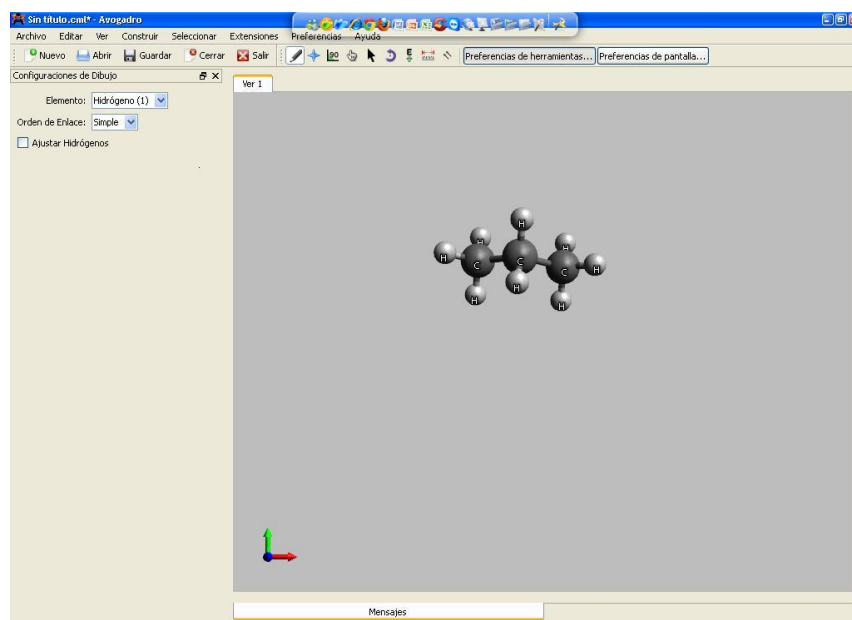 Sin título.cml* - Avogadro
Archivo Editar Ver Construir Seleccionar Extensiones Preferencias Ayuda
Nuevo Abrir Guardar Cerrar Salir Preferencias de herramientas... Preferencias de pantalla...
Configuraciones de Dibujo
Ver 1
Elemento: Hidrógeno (1)
Orden de Enlace: Simple
Ajustar Hidrógenos
H
H H
H C C C H
H
H H
Mensajes